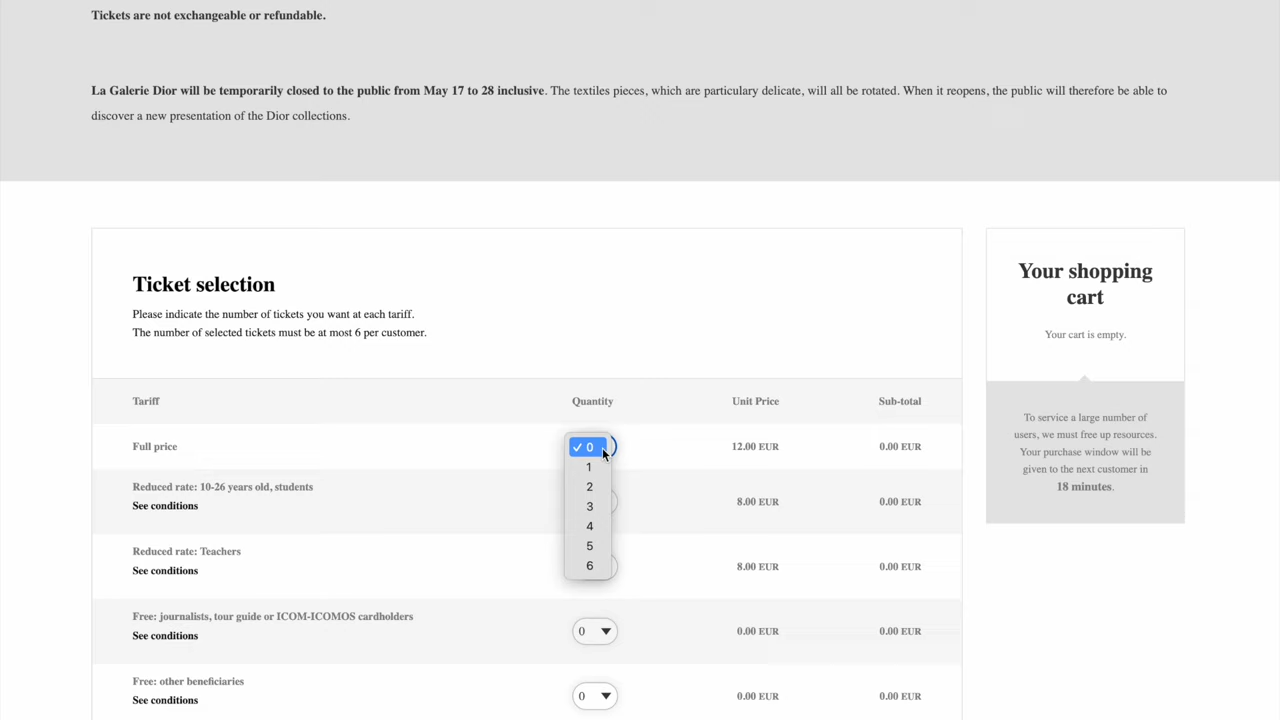 Tickets are not exchangeable or refundable.
La Galerie Dior will be temporarily closed to the public from May 17 to 28 inclusive. The textiles pieces, which are particulary delicate, will all be rotated. When it reopens, the public will therefore be able to
discover a new presentation of the Dior collections.
Ticket selection
Please indicate the number of tickets you want at each tariff.
The number of selected tickets must be at most 6 per customer.
Tariff Quantity Unit Price Sub-total
Full price ✓ 0 12.00 EUR 0.00 EUR
1
2
3
4
5
6
Reduced rate: 10-26 years old, students
See conditions
8.00 EUR 0.00 EUR
Reduced rate: Teachers
See conditions
8.00 EUR 0.00 EUR
Free: journalists, tour guide or ICOM-ICOMOS cardholders
See conditions
0 0.00 EUR 0.00 EUR
Free: other beneficiaries
See conditions
0 0.00 EUR 0.00 EUR
Your shopping
cart
Your cart is empty.
To service a large number of
users, we must free up resources.
Your purchase window will be
given to the next customer in
18 minutes.